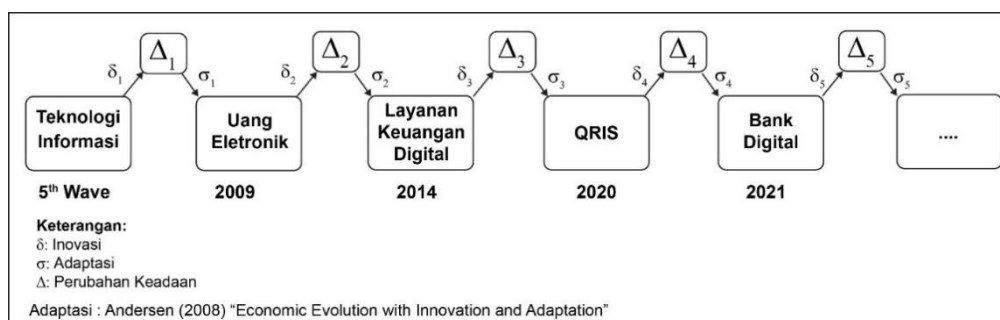 Δ1
Δ2
Δ3
Δ4
Δ5
δ1
σ1
δ2
σ2
δ3
σ3
δ4
σ4
δ5
σ5
Teknologi
Informasi
Uang
Eletronik
Layanan
Keuangan
Digital
QRIS
Bank
Digital
....
5th Wave
2009
2014
2020
2021
Keterangan:
δ: Inovasi
σ: Adaptasi
Δ: Perubahan Keadaan
Adaptasi : Andersen (2008) “Economic Evolution with Innovation and Adaptation”